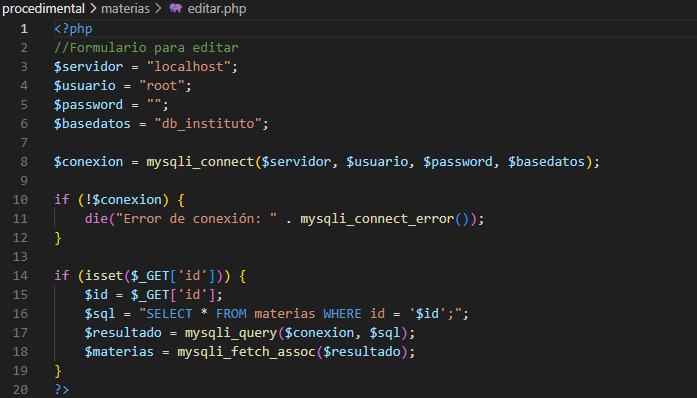 procedimental > materias > editar.php
1 <?php
2 //Formulario para editar
3 $servidor = "localhost";
4 $usuario = "root";
5 $password = "";
6 $basedatos = "db_instituto";
7
8 $conexion = mysqli_connect($servidor, $usuario, $password, $basedatos);
9
10 if (!$conexion) {
11     die("Error de conexión: " . mysqli_connect_error());
12 }
13
14 if (isset($_GET['id'])) {
15     $id = $_GET['id'];
16     $sql = "SELECT * FROM materias WHERE id = '$id';";
17     $resultado = mysqli_query($conexion, $sql);
18     $materias = mysqli_fetch_assoc($resultado);
19 }
20 ?>